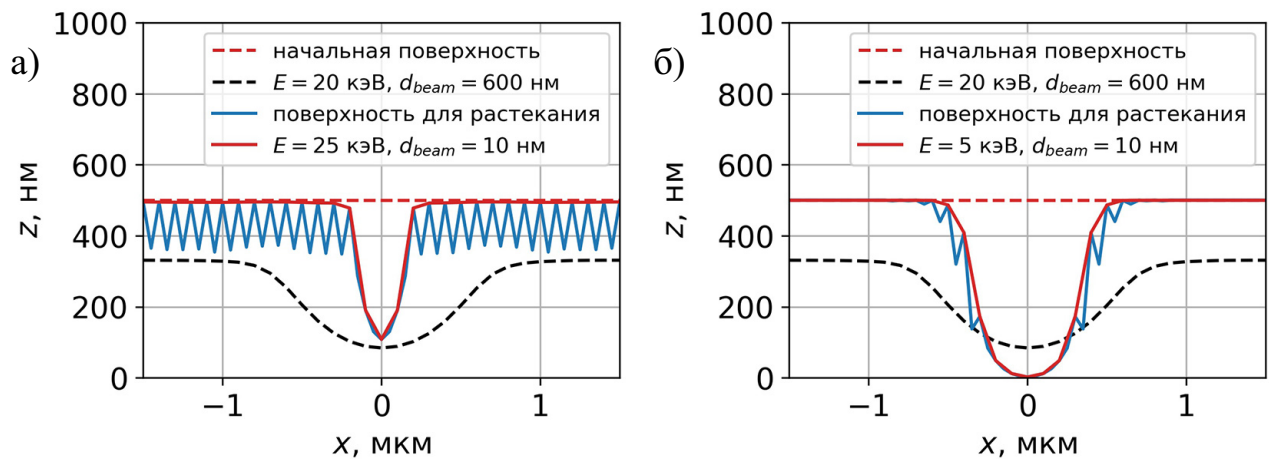 а)
1000
800
600
400
200
0
z, нм
−1
0
1
x, мкм
начальная поверхность
E = 20 кэВ, d_beam = 600 нм
поверхность для растекания
E = 25 кэВ, d_beam = 10 нм
б)
1000
800
600
400
200
0
z, нм
−1
0
1
x, мкм
начальная поверхность
E = 20 кэВ, d_beam = 600 нм
поверхность для растекания
E = 5 кэВ, d_beam = 10 нм